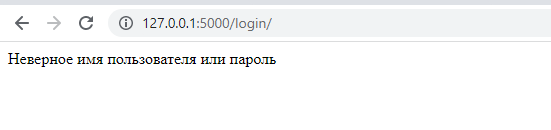 127.0.0.1:5000/login/
Неверное имя пользователя или пароль